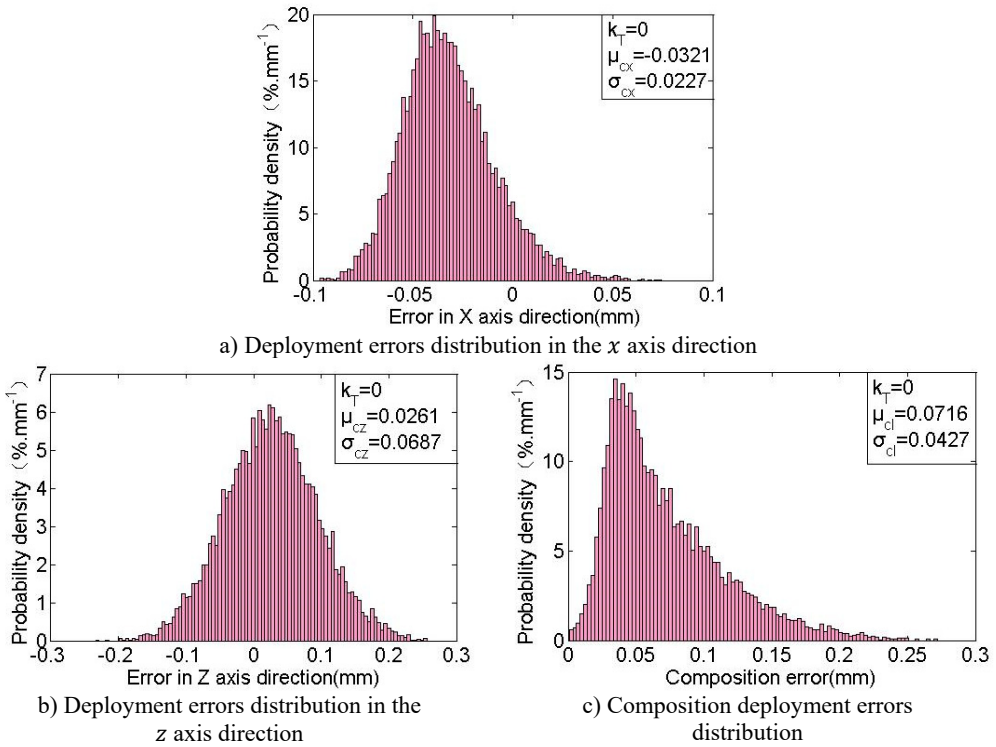 20
15
10
5
0
Probability density（%.mm⁻¹）
k_T=0
μ_cx=-0.0321
σ_cx=0.0227
-0.1 -0.05 0 0.05 0.1
Error in X axis direction(mm)
a) Deployment errors distribution in the x axis direction
7
6
5
4
3
2
1
0
Probability density（%.mm⁻¹）
k_T=0
μ_cz=0.0261
σ_cz=0.0687
-0.3 -0.2 -0.1 0 0.1 0.2 0.3
Error in Z axis direction(mm)
b) Deployment errors distribution in the
z axis direction
15
10
5
0
Probability density（%.mm⁻¹）
k_T=0
μ_cl=0.0716
σ_cl=0.0427
0 0.05 0.1 0.15 0.2 0.25 0.3
Composition error(mm)
c) Composition deployment errors
distribution